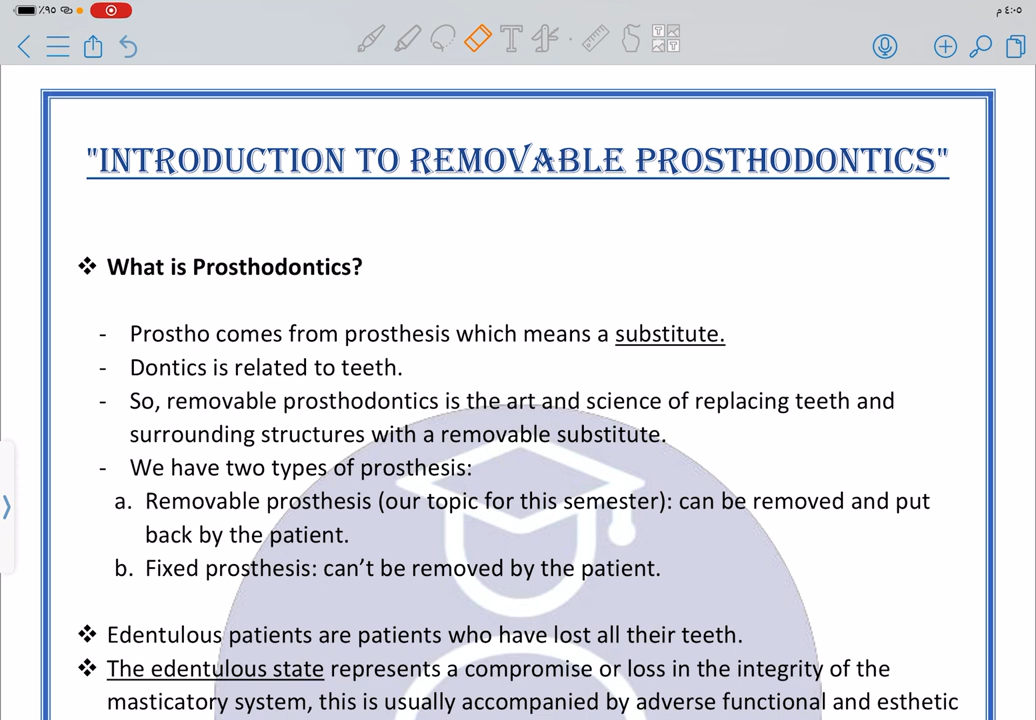 ٪٩٥
٤:٠٥ م
"INTRODUCTION TO REMOVABLE PROSTHODONTICS"
❖ What is Prosthodontics?
- Prostho comes from prosthesis which means a substitute.
- Dontics is related to teeth.
- So, removable prosthodontics is the art and science of replacing teeth and
surrounding structures with a removable substitute.
- We have two types of prosthesis:
a. Removable prosthesis (our topic for this semester): can be removed and put
back by the patient.
b. Fixed prosthesis: can’t be removed by the patient.
❖ Edentulous patients are patients who have lost all their teeth.
❖ The edentulous state represents a compromise or loss in the integrity of the
masticatory system, this is usually accompanied by adverse functional and esthetic